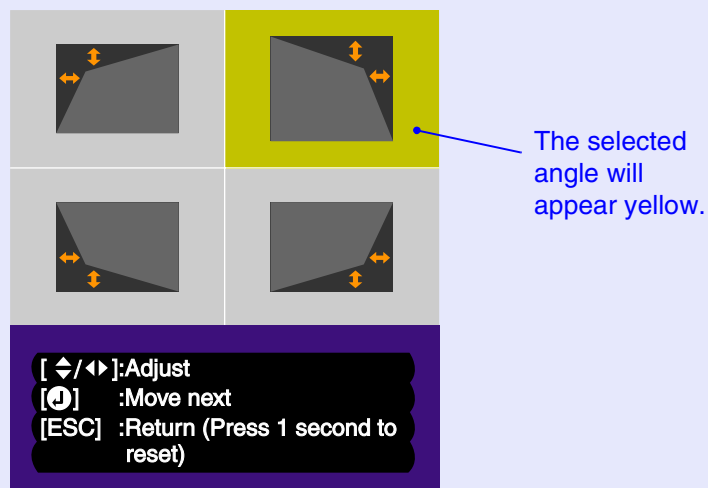 The selected
angle will
appear yellow.
[ ⬘/◂▸ ]:Adjust
[⏎] :Move next
[ESC] :Return (Press 1 second to
reset)